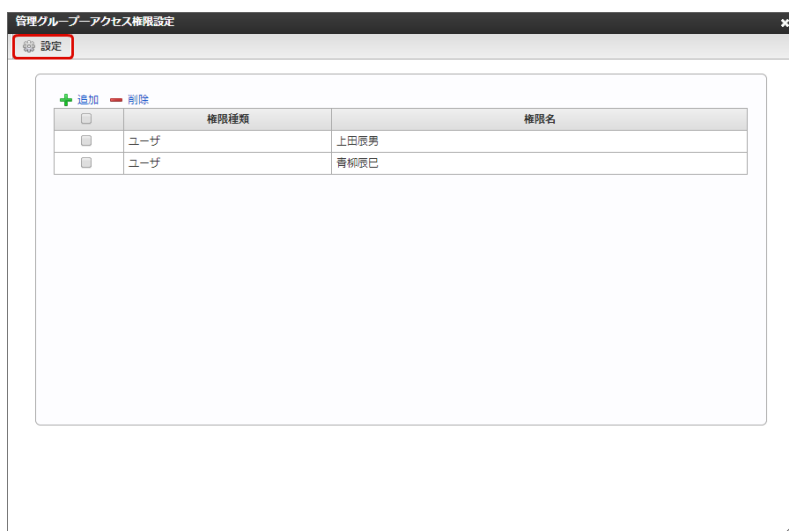 管理グループーアクセス権限設定
設定
追加 削除
権限種類 権限名
ユーザ 上田辰男
ユーザ 青柳辰巳